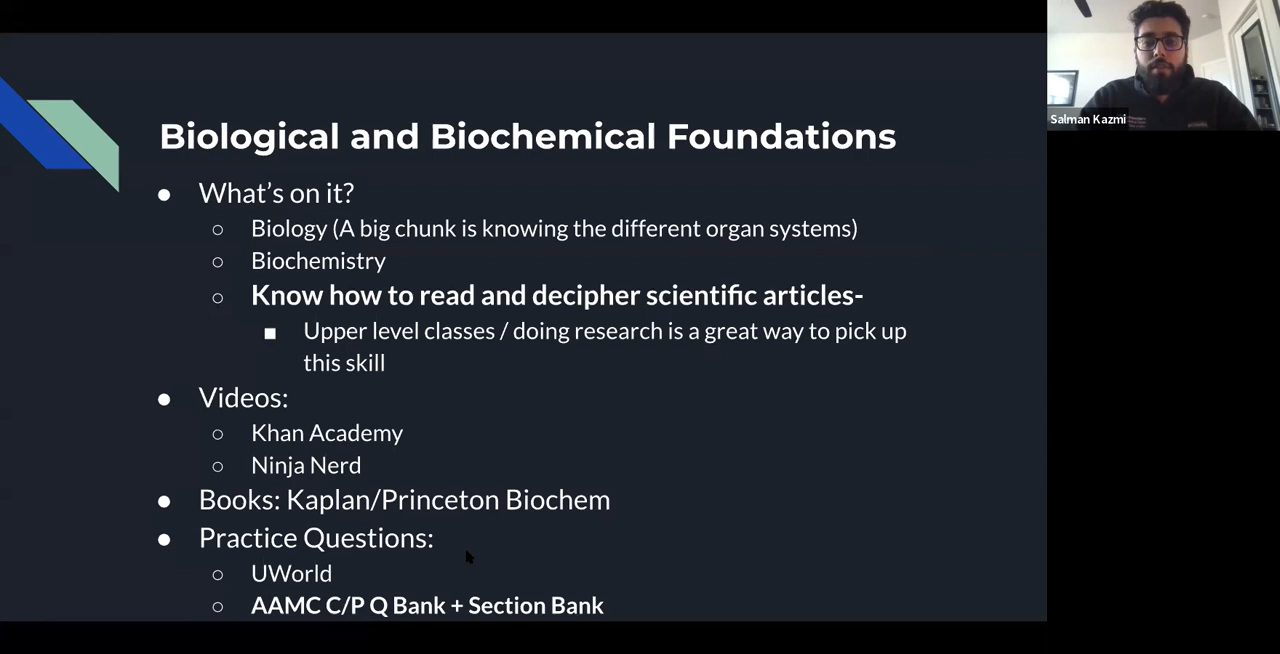 Salman Kazmi
Biological and Biochemical Foundations
● What’s on it?
○ Biology (A big chunk is knowing the different organ systems)
○ Biochemistry
○ Know how to read and decipher scientific articles-
■ Upper level classes / doing research is a great way to pick up
this skill
● Videos:
○ Khan Academy
○ Ninja Nerd
● Books: Kaplan/Princeton Biochem
● Practice Questions:
○ UWorld
○ AAMC C/P Q Bank + Section Bank